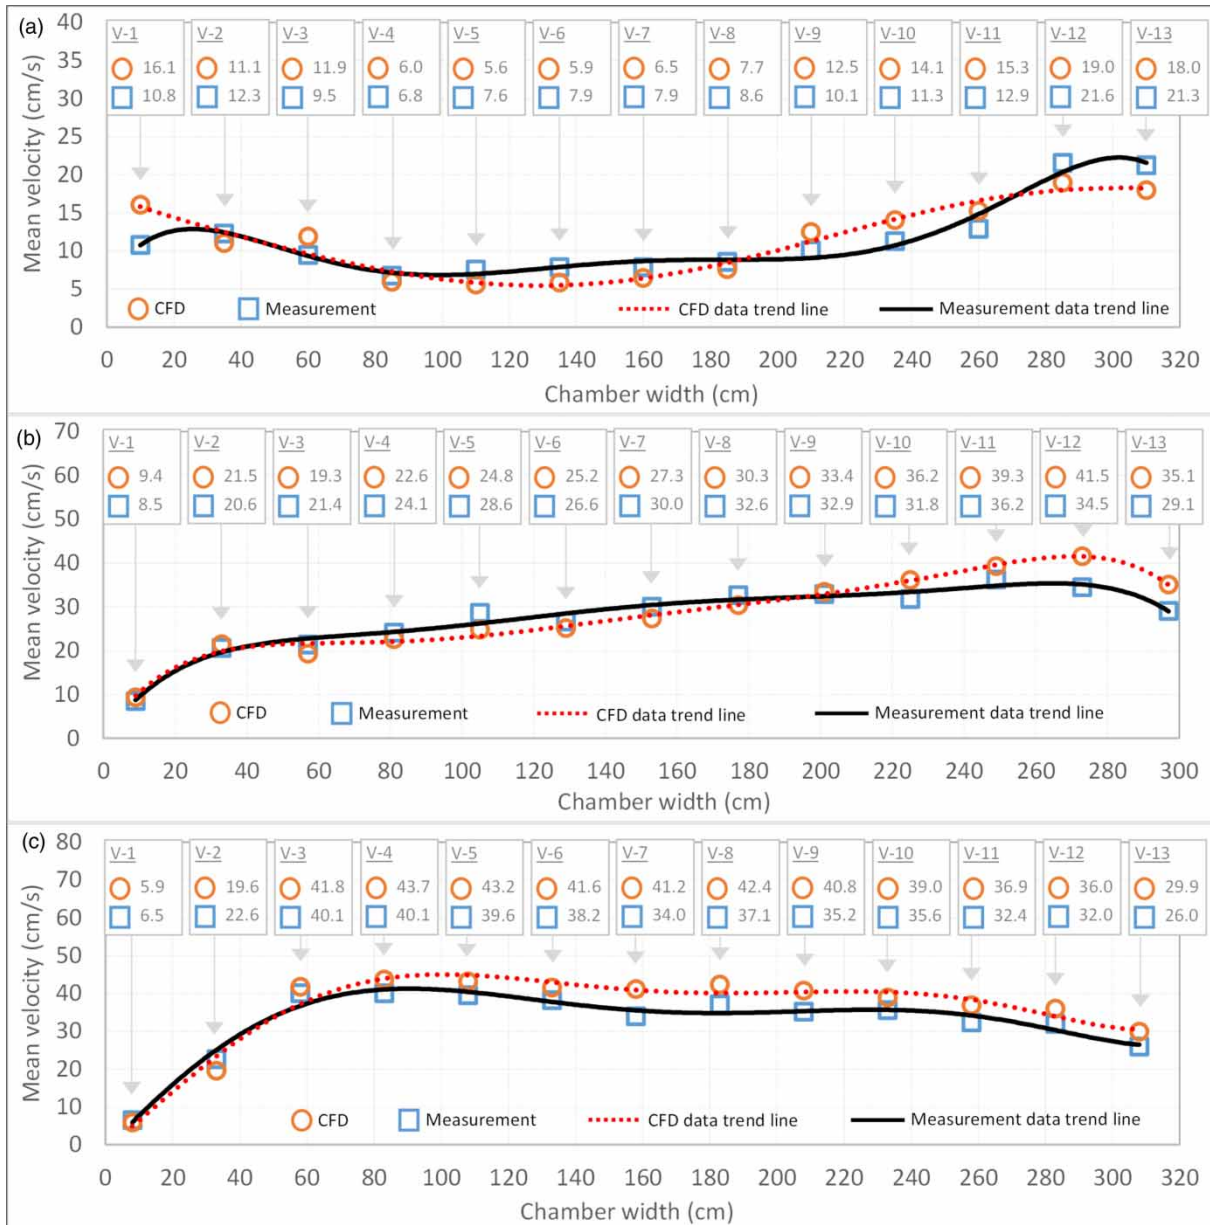 (a)
V-1 V-2 V-3 V-4 V-5 V-6 V-7 V-8 V-9 V-10 V-11 V-12 V-13
16.1 11.1 11.9 6.0 5.6 5.9 6.5 7.7 12.5 14.1 15.3 19.0 18.0
10.8 12.3 9.5 6.8 7.6 7.9 7.9 8.6 10.1 11.3 12.9 21.6 21.3
40
35
30
25
20
15
10
5
0
Mean velocity (cm/s)
CFD Measurement CFD data trend line Measurement data trend line
0 20 40 60 80 100 120 140 160 180 200 220 240 260 280 300 320
Chamber width (cm)
(b)
V-1 V-2 V-3 V-4 V-5 V-6 V-7 V-8 V-9 V-10 V-11 V-12 V-13
9.4 21.5 19.3 22.6 24.8 25.2 27.3 30.3 33.4 36.2 39.3 41.5 35.1
8.5 20.6 21.4 24.1 28.6 26.6 30.0 32.6 32.9 31.8 36.2 34.5 29.1
70
60
50
40
30
20
10
0
Mean velocity (cm/s)
CFD Measurement CFD data trend line Measurement data trend line
0 20 40 60 80 100 120 140 160 180 200 220 240 260 280 300
Chamber width (cm)
(c)
V-1 V-2 V-3 V-4 V-5 V-6 V-7 V-8 V-9 V-10 V-11 V-12 V-13
5.9 19.6 41.8 43.7 43.2 41.6 41.2 42.4 40.8 39.0 36.9 36.0 29.9
6.5 22.6 40.1 40.1 39.6 38.2 34.0 37.1 35.2 35.6 32.4 32.0 26.0
80
70
60
50
40
30
20
10
0
Mean velocity (cm/s)
CFD Measurement CFD data trend line Measurement data trend line
0 20 40 60 80 100 120 140 160 180 200 220 240 260 280 300 320
Chamber width (cm)